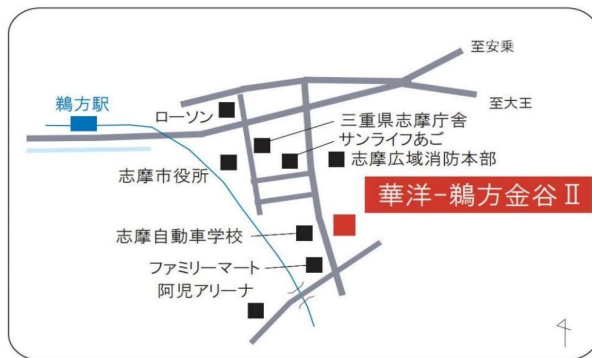 至安乗
鵜方駅
至大王
ローソン
三重県志摩庁舎
サンライフあご
志摩広域消防本部
志摩市役所
華洋-鵜方金谷Ⅱ
志摩自動車学校
ファミリーマート
阿児アリーナ